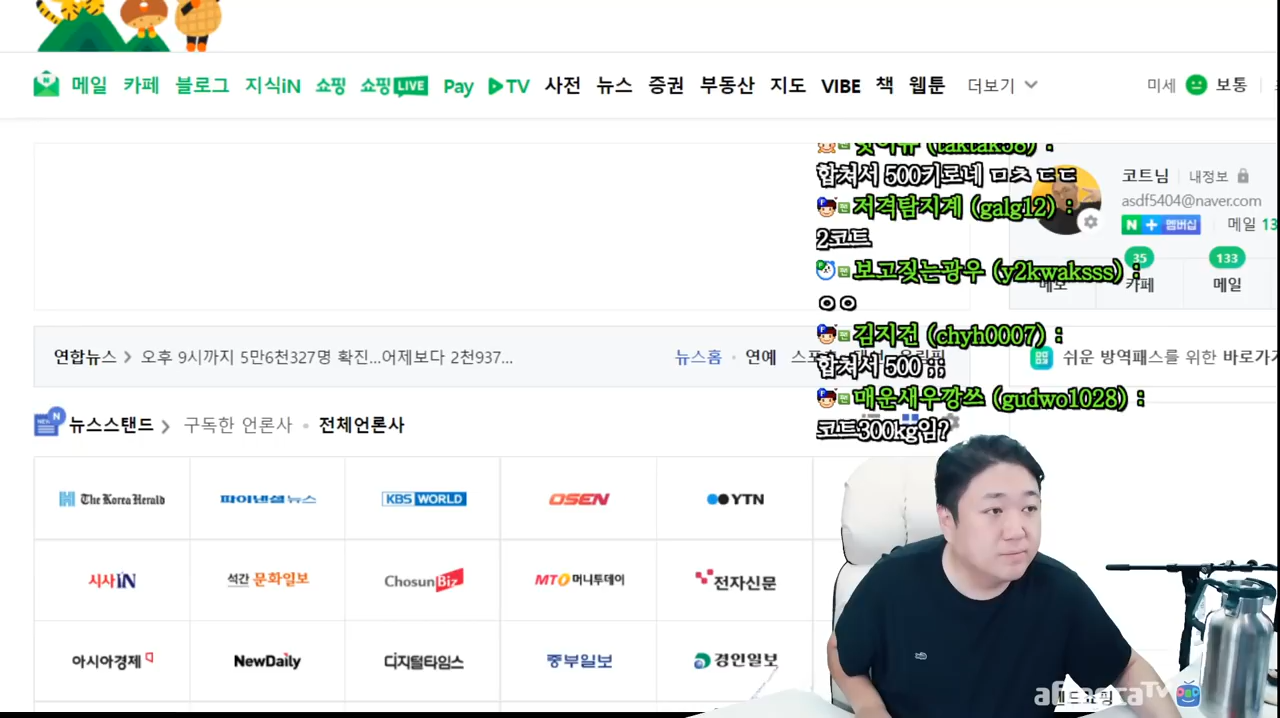 메일 카페 블로그 지식iN 쇼핑 쇼핑LIVE Pay TV 사전 뉴스 증권 부동산 지도 VIBE 책 웹툰 더보기
미세 보통
(taktak58) :
합쳐서 500키로네 ㅁㅊ ㄷㄷ
저격탐지계 (galg12) :
2코트
보고짖는광우 (y2kwaksss) :
ㅇㅇ
김지건 (chyh0007) :
합쳐서 500 ;;
매운새우깡쓰 (gudwo1028) :
코트300kg임?
코트님 내정보
asdf5404@naver.com
N + 멤버십 메일 13
35 133
메모 카페 메일
연합뉴스 > 오후 9시까지 5만6천327명 확진...어제보다 2천937...
뉴스홈 · 연예
쉬운 방역패스를 위한 바로가기
NEW N 뉴스스탠드 > 구독한 언론사 · 전체언론사
The Korea Herald 파이낸셜뉴스 KBS WORLD OSEN YTN
시사IN 석간 문화일보 ChosunBiz MTO 머니투데이 전자신문
아시아경제 NewDaily 디지털타임스 중부일보 경인일보
afreecaTV